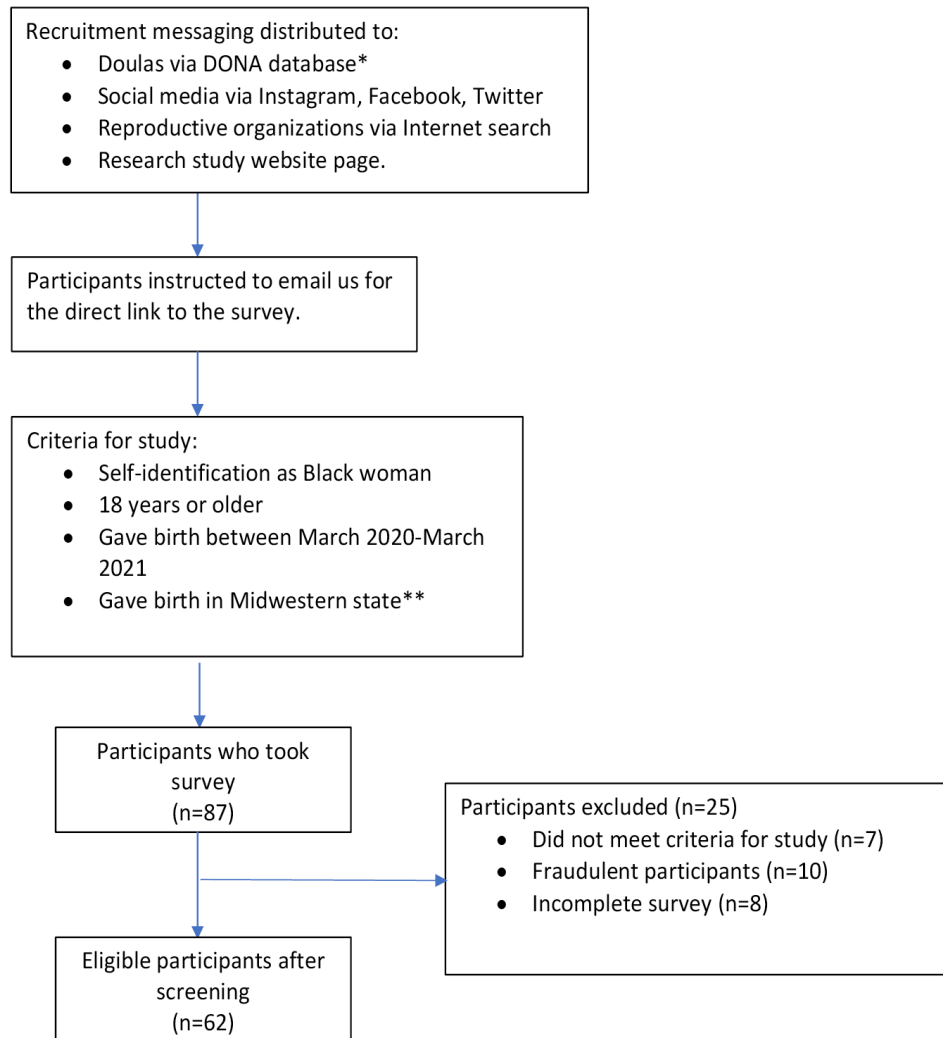 Recruitment messaging distributed to:
• Doulas via DONA database*
• Social media via Instagram, Facebook, Twitter
• Reproductive organizations via Internet search
• Research study website page.
Participants instructed to email us for
the direct link to the survey.
Criteria for study:
• Self-identification as Black woman
• 18 years or older
• Gave birth between March 2020-March
2021
• Gave birth in Midwestern state**
Participants who took
survey
(n=87)
Participants excluded (n=25)
• Did not meet criteria for study (n=7)
• Fraudulent participants (n=10)
• Incomplete survey (n=8)
Eligible participants after
screening
(n=62)